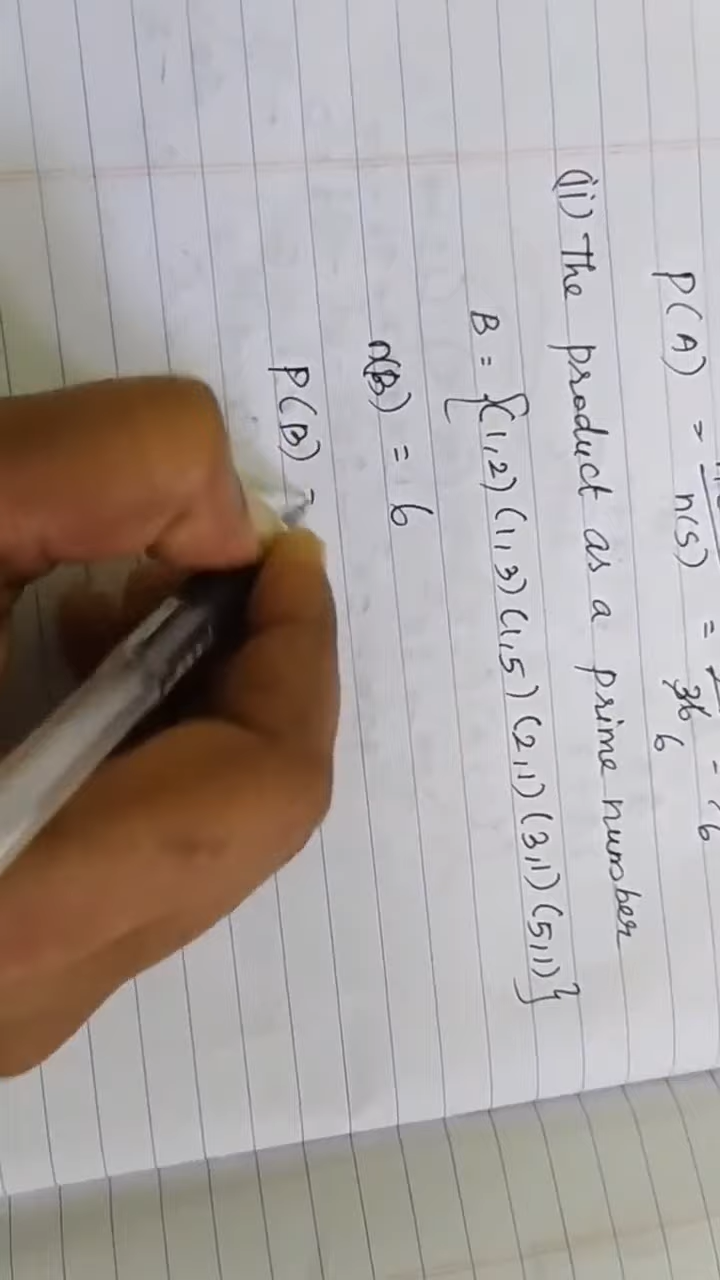 P(A) = n(S) = 36 = 6
6
(ii) The product as a prime number
B = {(1,2) (1,3) (1,5) (2,1) (3,1) (5,1)}
n(B) = 6
P(B) =